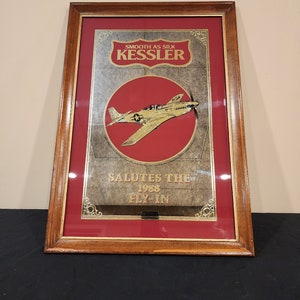 SMOOTH AS SILK
KESSLER
SALUTES THE
1988
FLY-IN